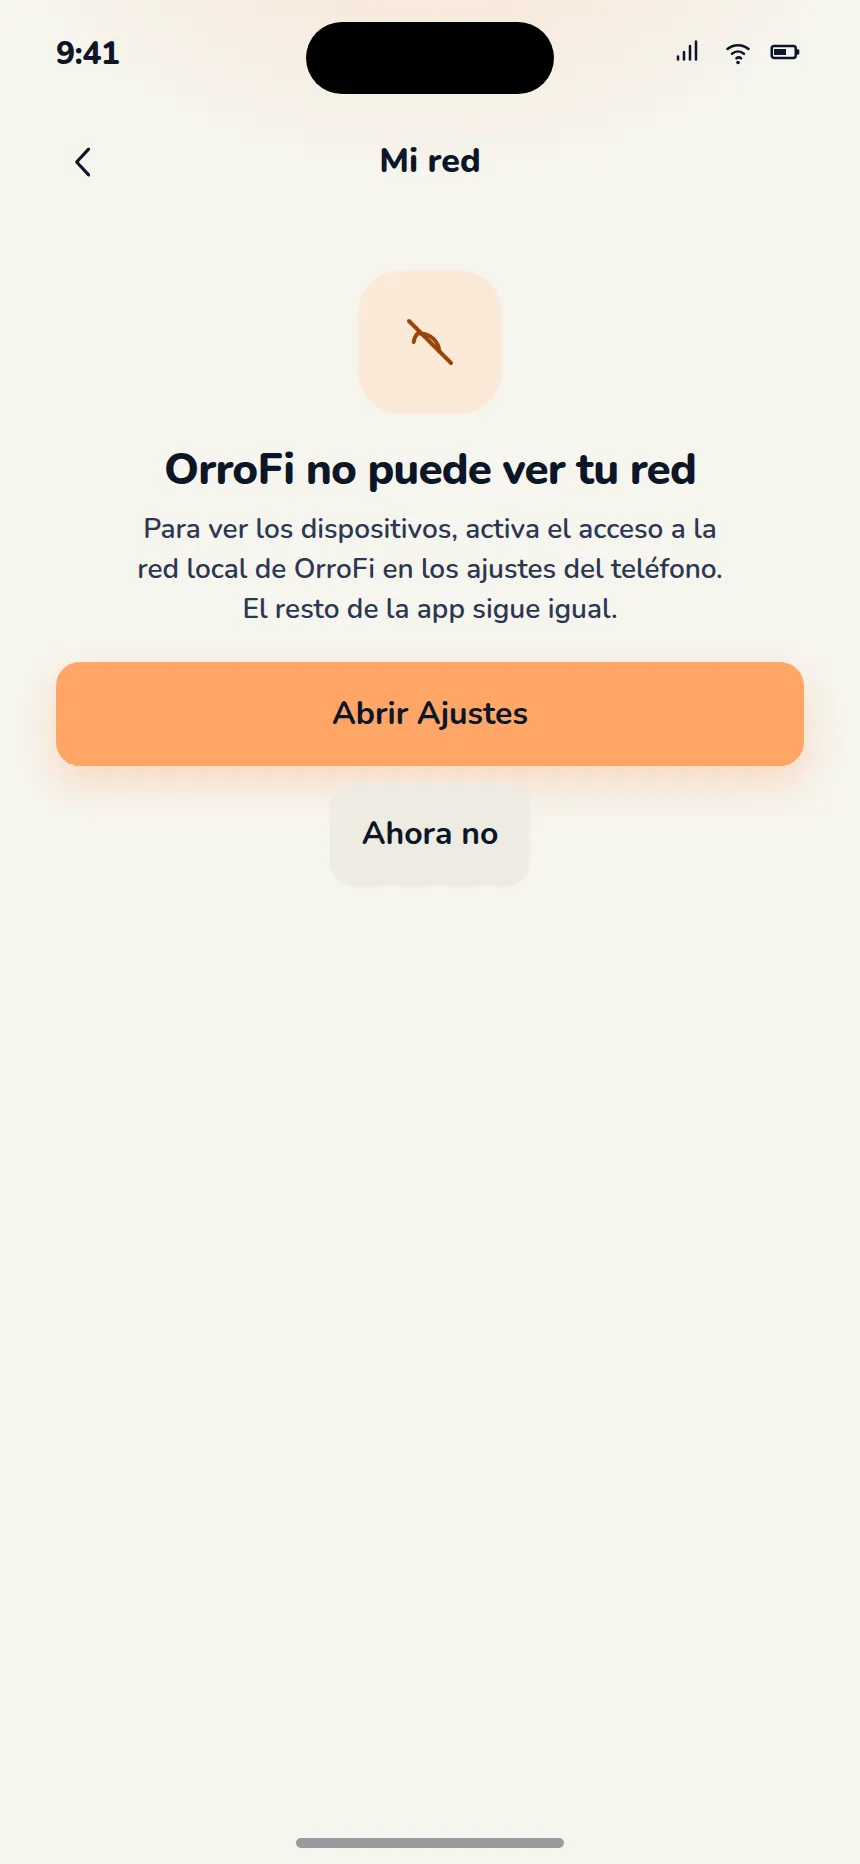 9:41
Mi red
OrroFi no puede ver tu red
Para ver los dispositivos, activa el acceso a la
red local de OrroFi en los ajustes del teléfono.
El resto de la app sigue igual.
Abrir Ajustes
Ahora no